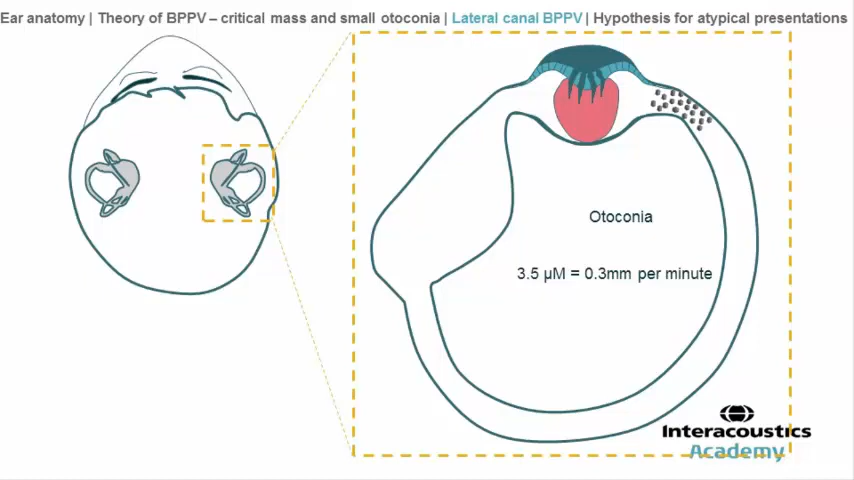 Ear anatomy | Theory of BPPV – critical mass and small otoconia | Lateral canal BPPV | Hypothesis for atypical presentations
Otoconia
3.5 µM = 0.3mm per minute
Interacoustics
Academy